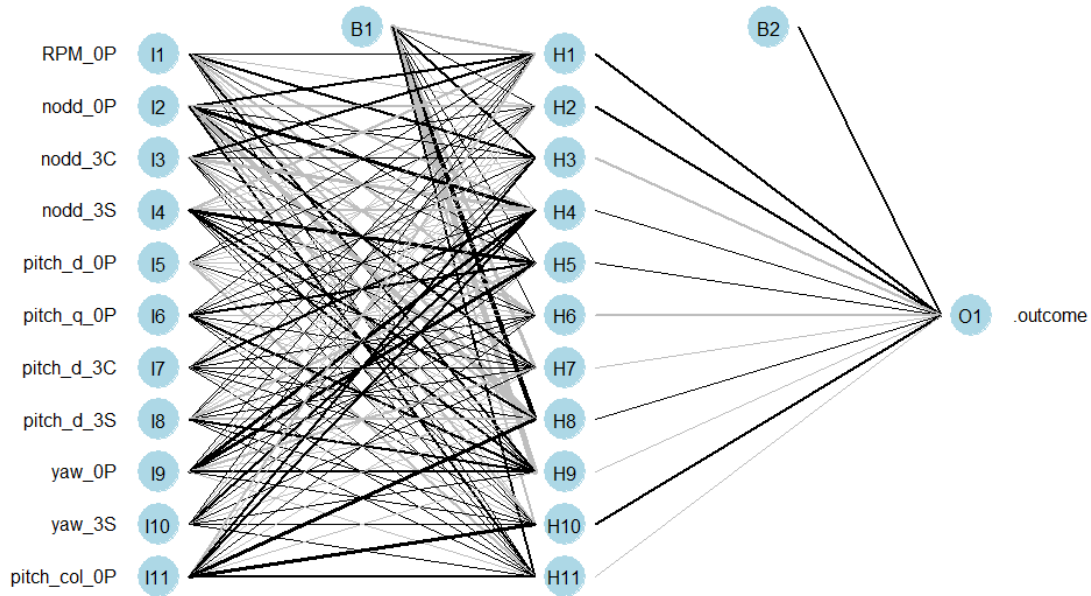 B1 B2
RPM_0P I1 H1
nodd_0P I2 H2
nodd_3C I3 H3
nodd_3S I4 H4
pitch_d_0P I5 H5
pitch_q_0P I6 H6 O1 .outcome
pitch_d_3C I7 H7
pitch_d_3S I8 H8
yaw_0P I9 H9
yaw_3S I10 H10
pitch_col_0P I11 H11